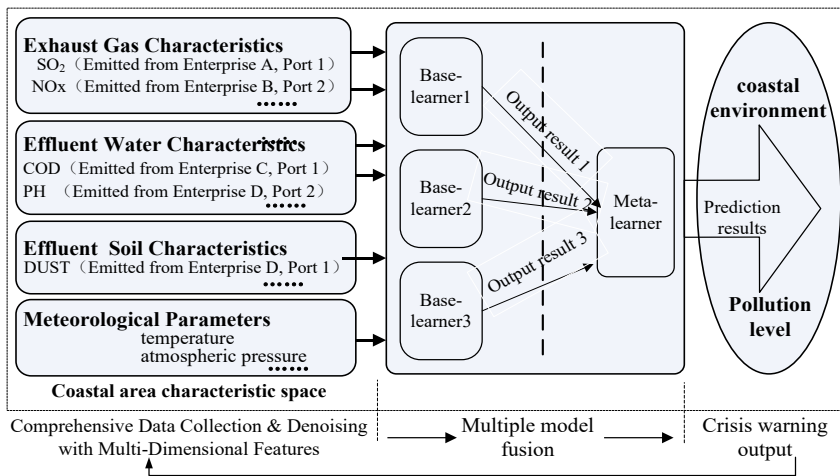 Exhaust Gas Characteristics
SO₂（Emitted from Enterprise A, Port 1）
NOx（Emitted from Enterprise B, Port 2）
……
Effluent Water Characteristics
COD（Emitted from Enterprise C, Port 1）
PH （Emitted from Enterprise D, Port 2）
……
Effluent Soil Characteristics
DUST（Emitted from Enterprise D, Port 1）
……
Meteorological Parameters
temperature
atmospheric pressure
……
Coastal area characteristic space
Base-
learner1
Base-
learner2
Base-
learner3
Output result 1
Output result 2
Output result 3
Meta-
learner
coastal
environment
Prediction
results
Pollution
level
Comprehensive Data Collection & Denoising
with Multi-Dimensional Features
Multiple model
fusion
Crisis warning
output